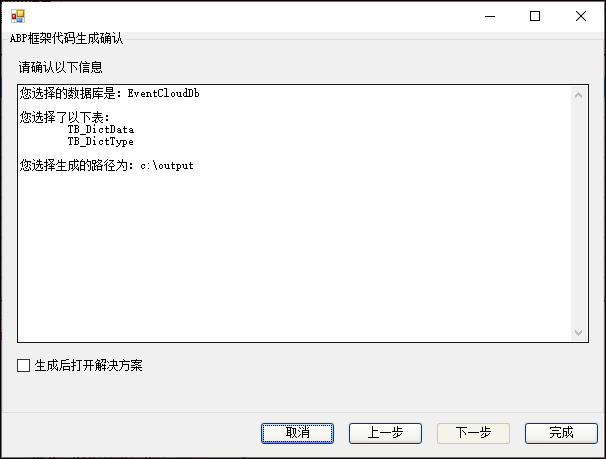 ABP框架代码生成确认
请确认以下信息
您选择的数据库是: EventCloudDb
您选择了以下表:
TB_DictData
TB_DictType
您选择生成的路径为: c:\output
生成后打开解决方案
取消
上一步
下一步
完成